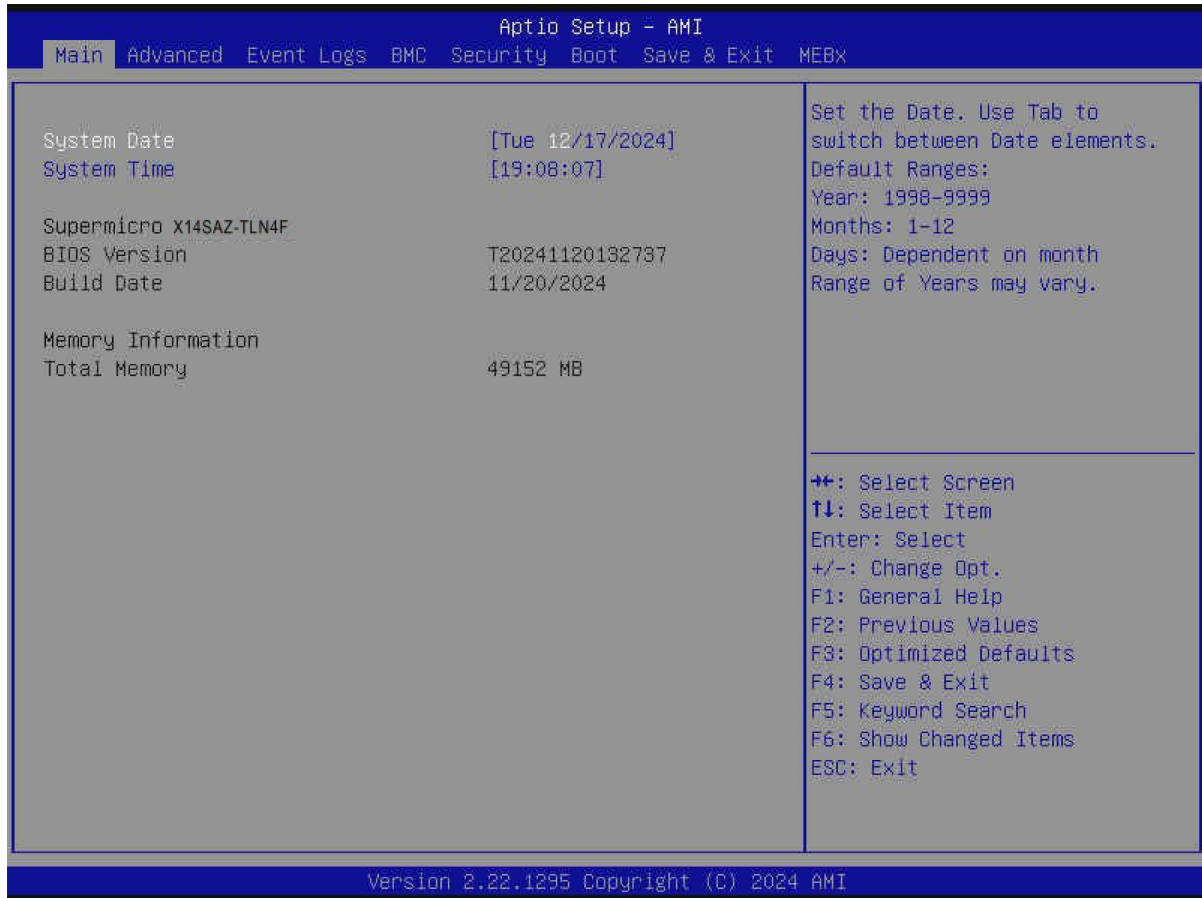 Aptio Setup – AMI
Main Advanced Event Logs BMC Security Boot Save & Exit MEBx
System Date [Tue 12/17/2024]
System Time [19:08:07]
Supermicro X14SAZ-TLN4F
BIOS Version T20241120132737
Build Date 11/20/2024
Memory Information
Total Memory 49152 MB
Set the Date. Use Tab to
switch between Date elements.
Default Ranges:
Year: 1998-9999
Months: 1-12
Days: Dependent on month
Range of Years may vary.
→←: Select Screen
↑↓: Select Item
Enter: Select
+/-: Change Opt.
F1: General Help
F2: Previous Values
F3: Optimized Defaults
F4: Save & Exit
F5: Keyword Search
F6: Show Changed Items
ESC: Exit
Version 2.22.1295 Copyright (C) 2024 AMI